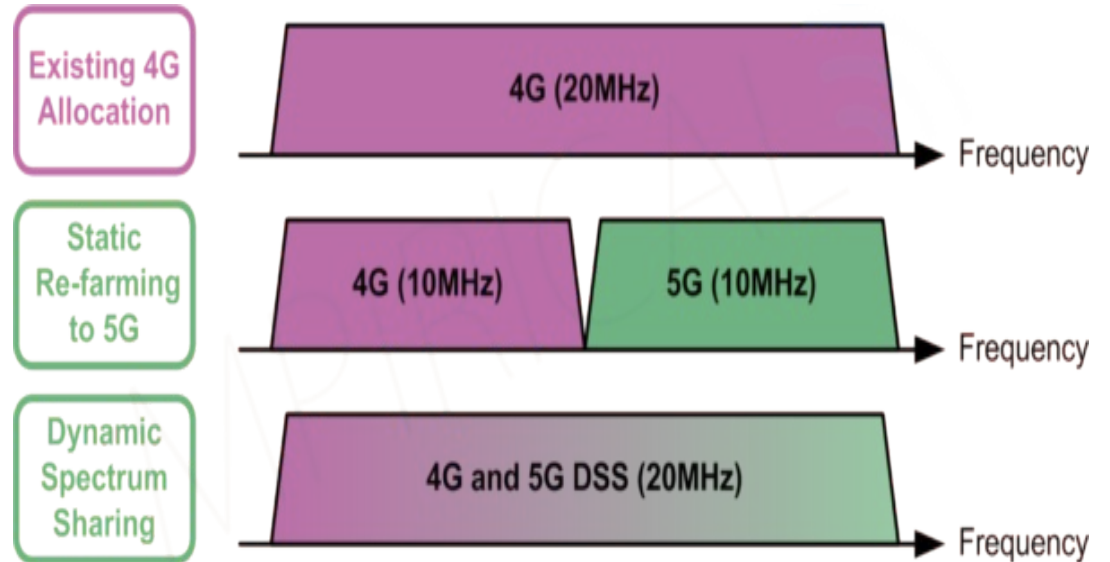 Existing 4G
Allocation
4G (20MHz)
Frequency
Static
Re-farming
to 5G
4G (10MHz)
5G (10MHz)
Frequency
Dynamic
Spectrum
Sharing
4G and 5G DSS (20MHz)
Frequency
MPIRICAL